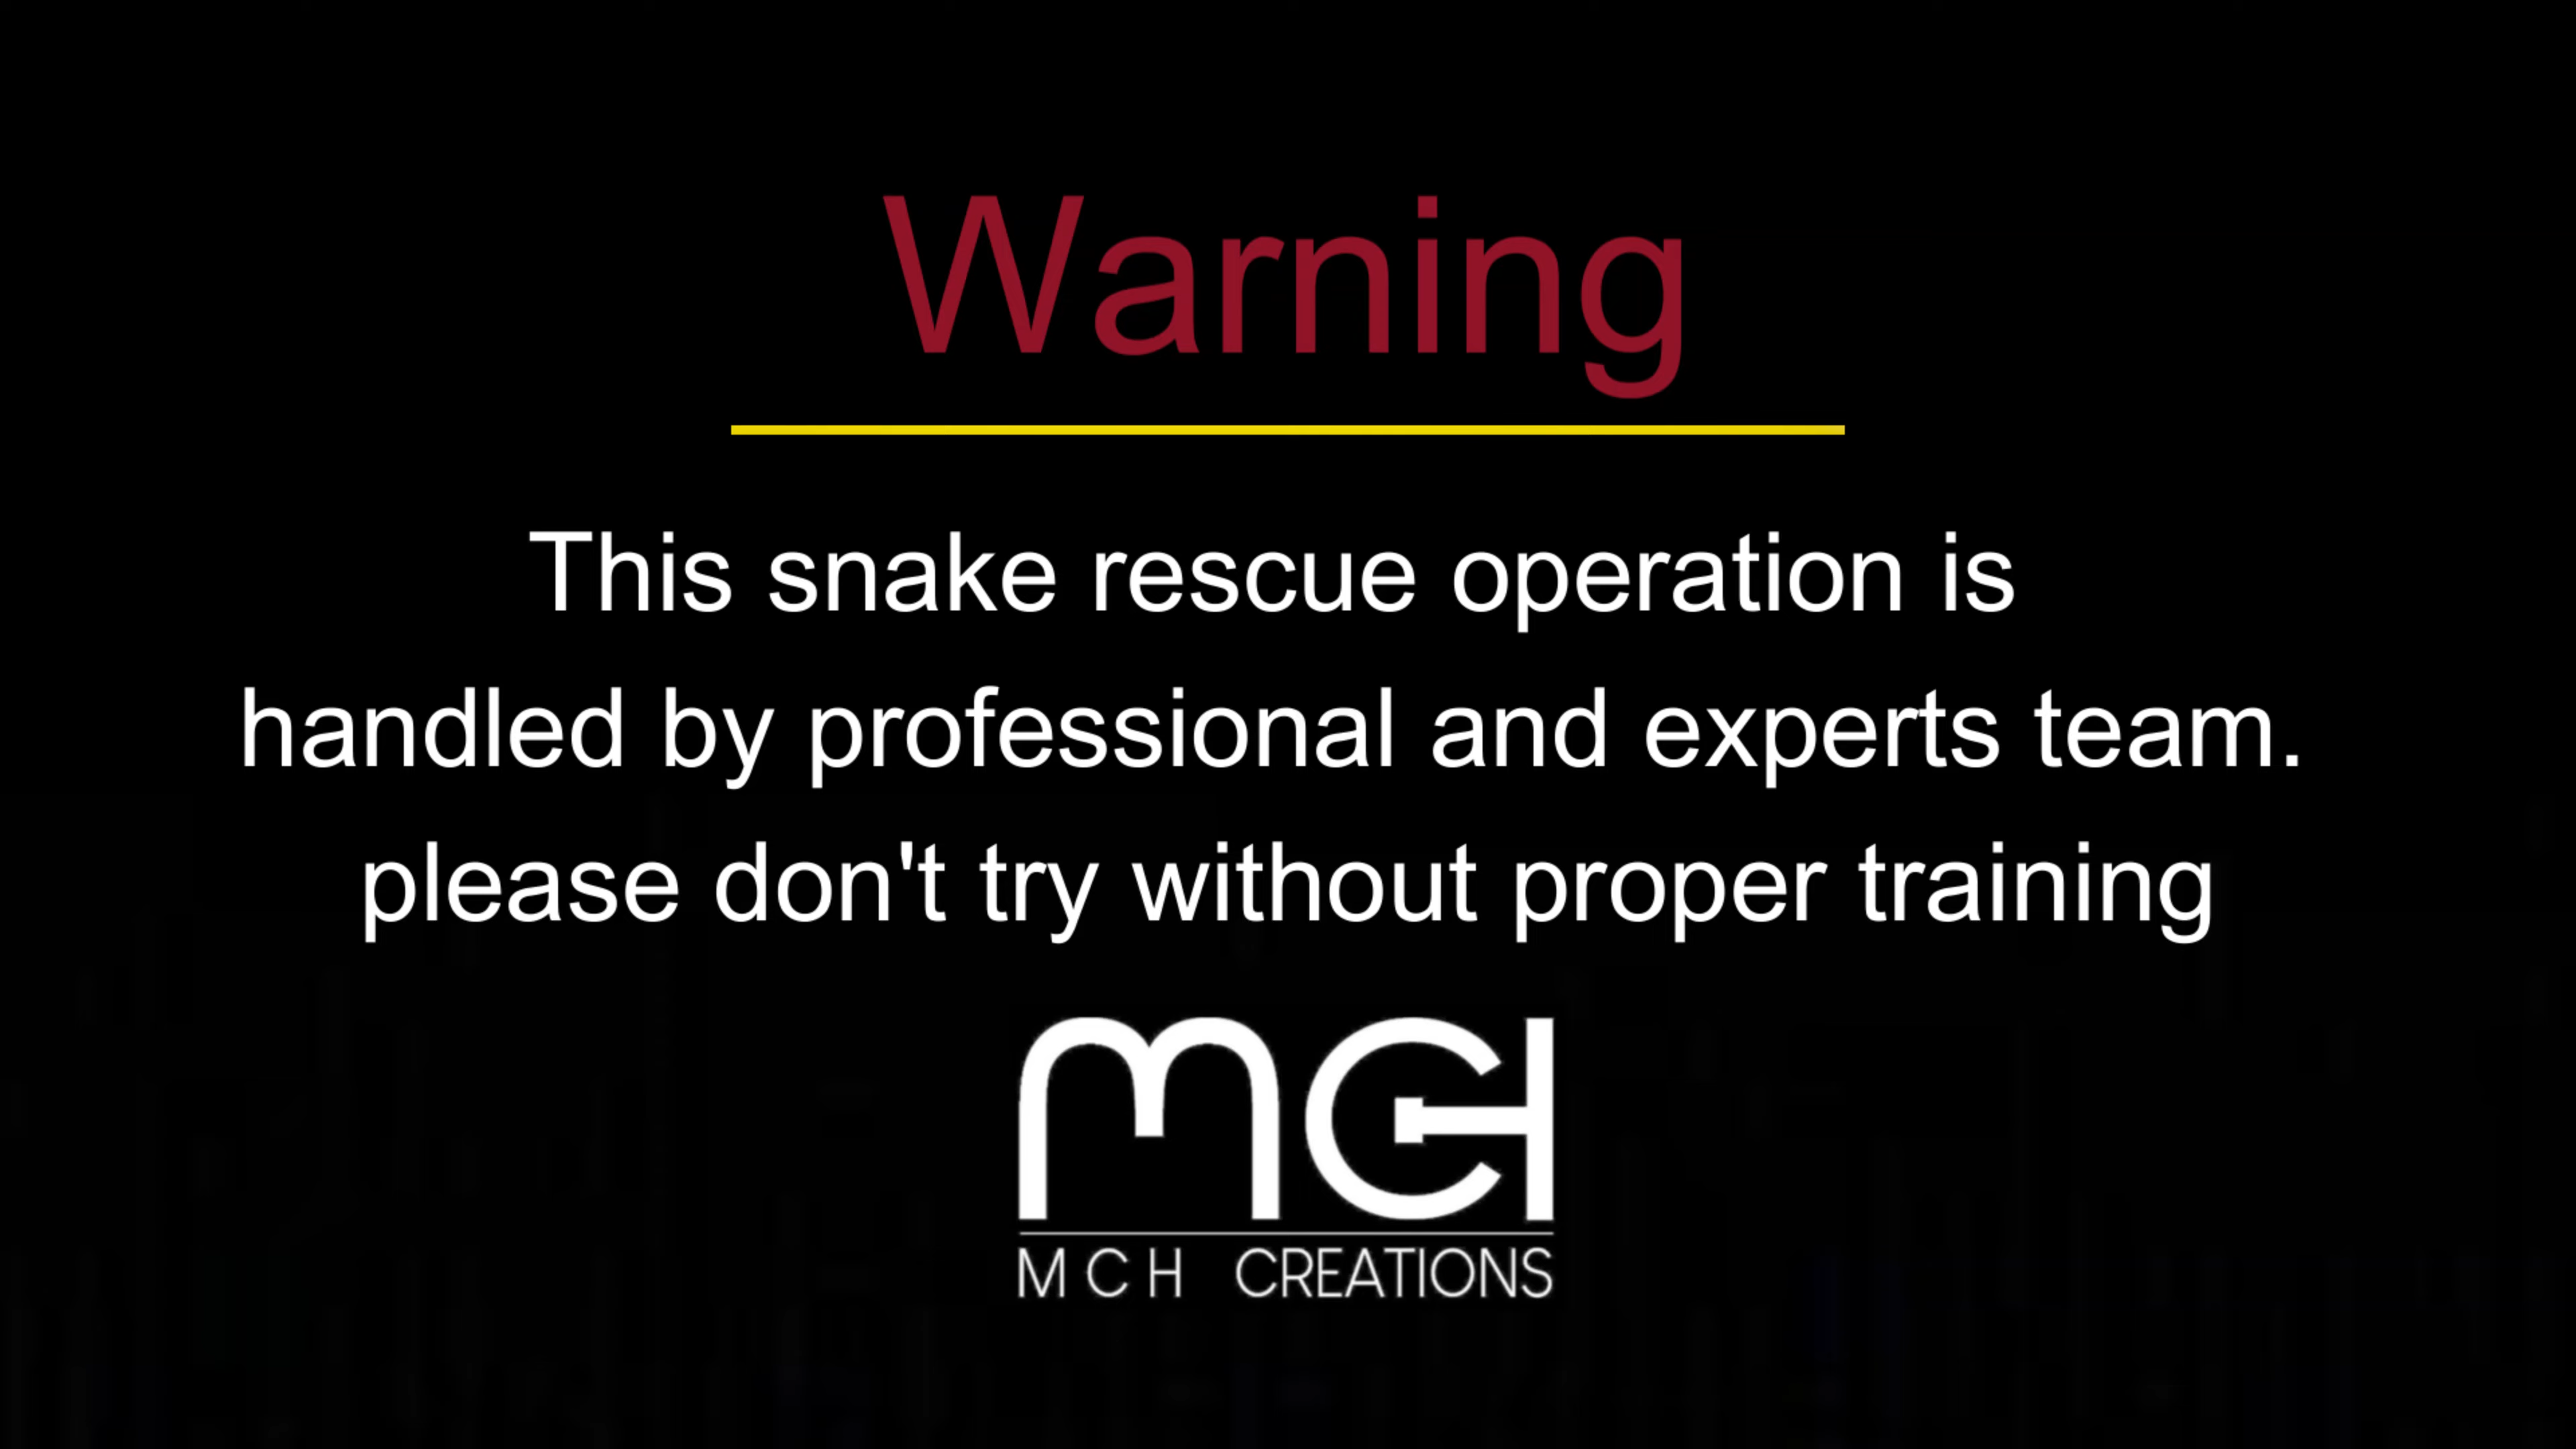 Warning
This snake rescue operation is
handled by professional and experts team.
please don't try without proper training
MCH
MCH CREATIONS